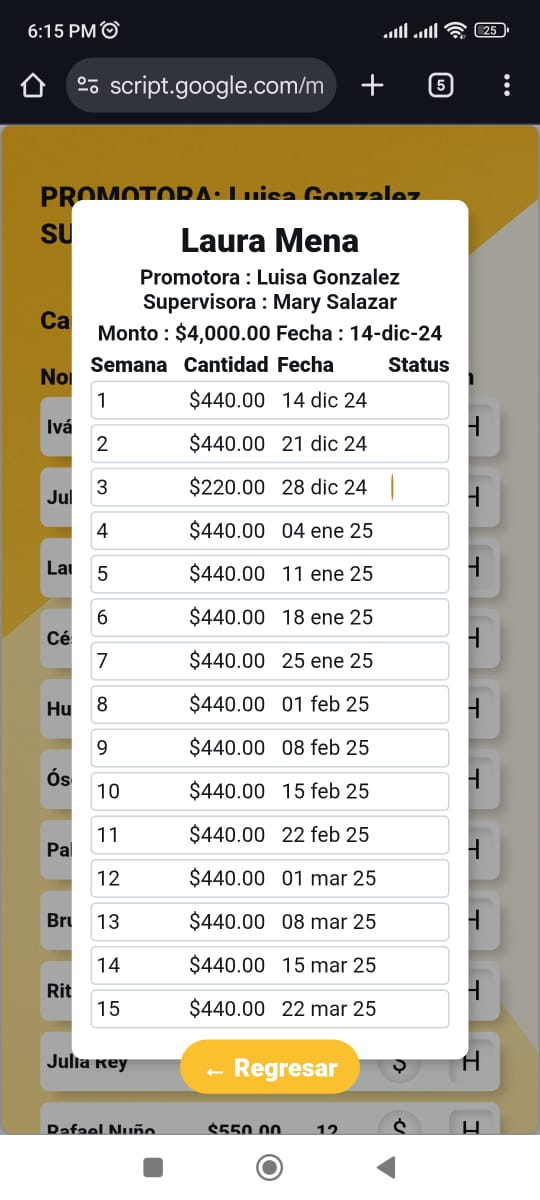 6:15 PM
25
script.google.com/m
5
PROMOTORA: Luisa Gonzalez
SU
Laura Mena
Promotora : Luisa Gonzalez
Supervisora : Mary Salazar
Monto : $4,000.00 Fecha : 14-dic-24
Semana Cantidad Fecha Status
1 $440.00 14 dic 24
2 $440.00 21 dic 24
3 $220.00 28 dic 24
4 $440.00 04 ene 25
5 $440.00 11 ene 25
6 $440.00 18 ene 25
7 $440.00 25 ene 25
8 $440.00 01 feb 25
9 $440.00 08 feb 25
10 $440.00 15 feb 25
11 $440.00 22 feb 25
12 $440.00 01 mar 25
13 $440.00 08 mar 25
14 $440.00 15 mar 25
15 $440.00 22 mar 25
← Regresar
Julia Rey $ H
Rafael Nuño $550.00 12 $ H